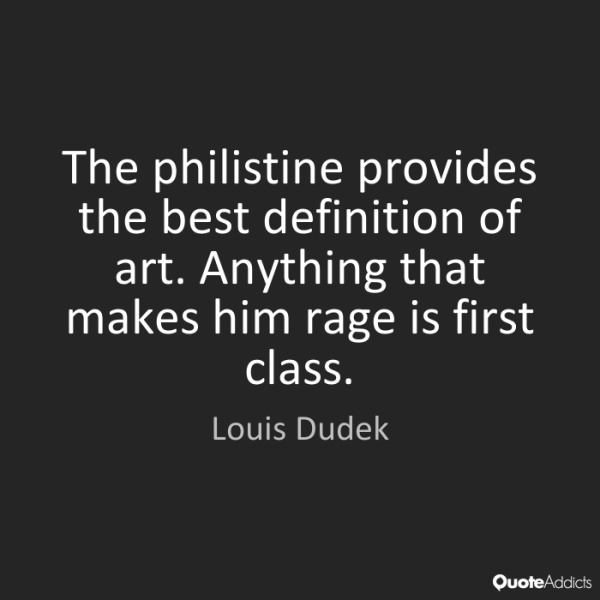 The philistine provides
the best definition of
art. Anything that
makes him rage is first
class.
Louis Dudek
QuoteAddicts